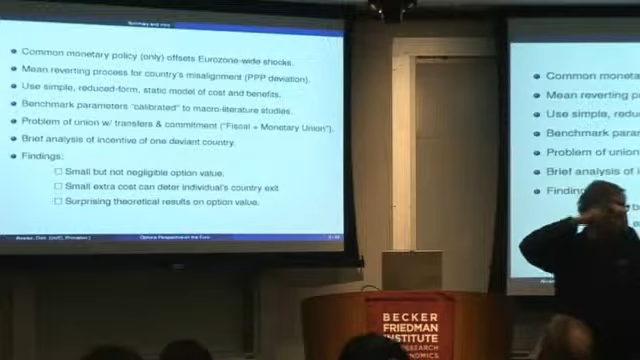 Summary and Intro
Common monetary policy (only) offsets Eurozone-wide shocks.
Mean reverting process for country's misalignment (PPP deviation).
Use simple, reduced-form, static model of cost and benefits.
Benchmark parameters "calibrated" to macro-literature studies.
Problem of union w/ transfers & commitment ("Fiscal + Monetary Union").
Brief analysis of incentive of one deviant country.
Findings:
Small but not negligible option value.
Small extra cost can deter individual's country exit
Surprising theoretical results on option value.
Options Perspective on the Euro
Common moneta
Mean reverting p
Use simple, redu
Benchmark para
Problem of union
Brief analysis of i
Finding
BECKER
FRIEDMAN
INSTITUTE
RESEARCH
ONOMICS